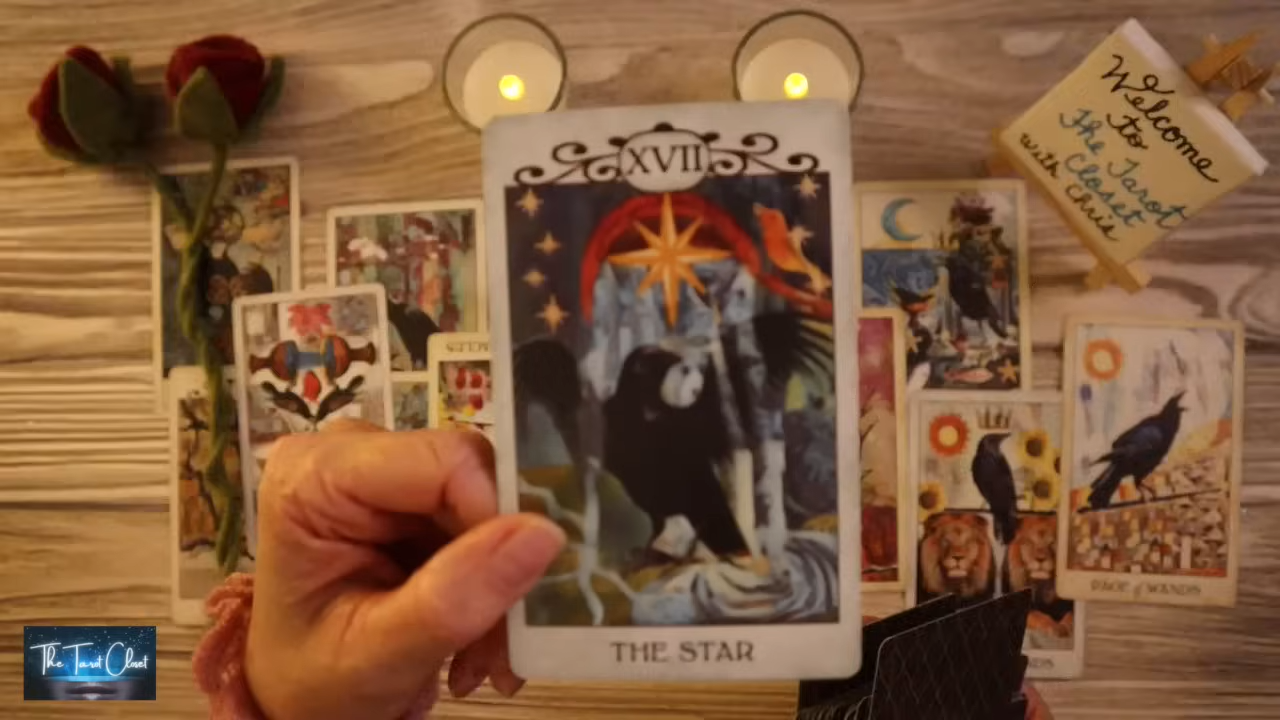 XVII
THE STAR
Welcome
to
The Tarot
Closet
with Chris
PAGE of WANDS
The Tarot Closet